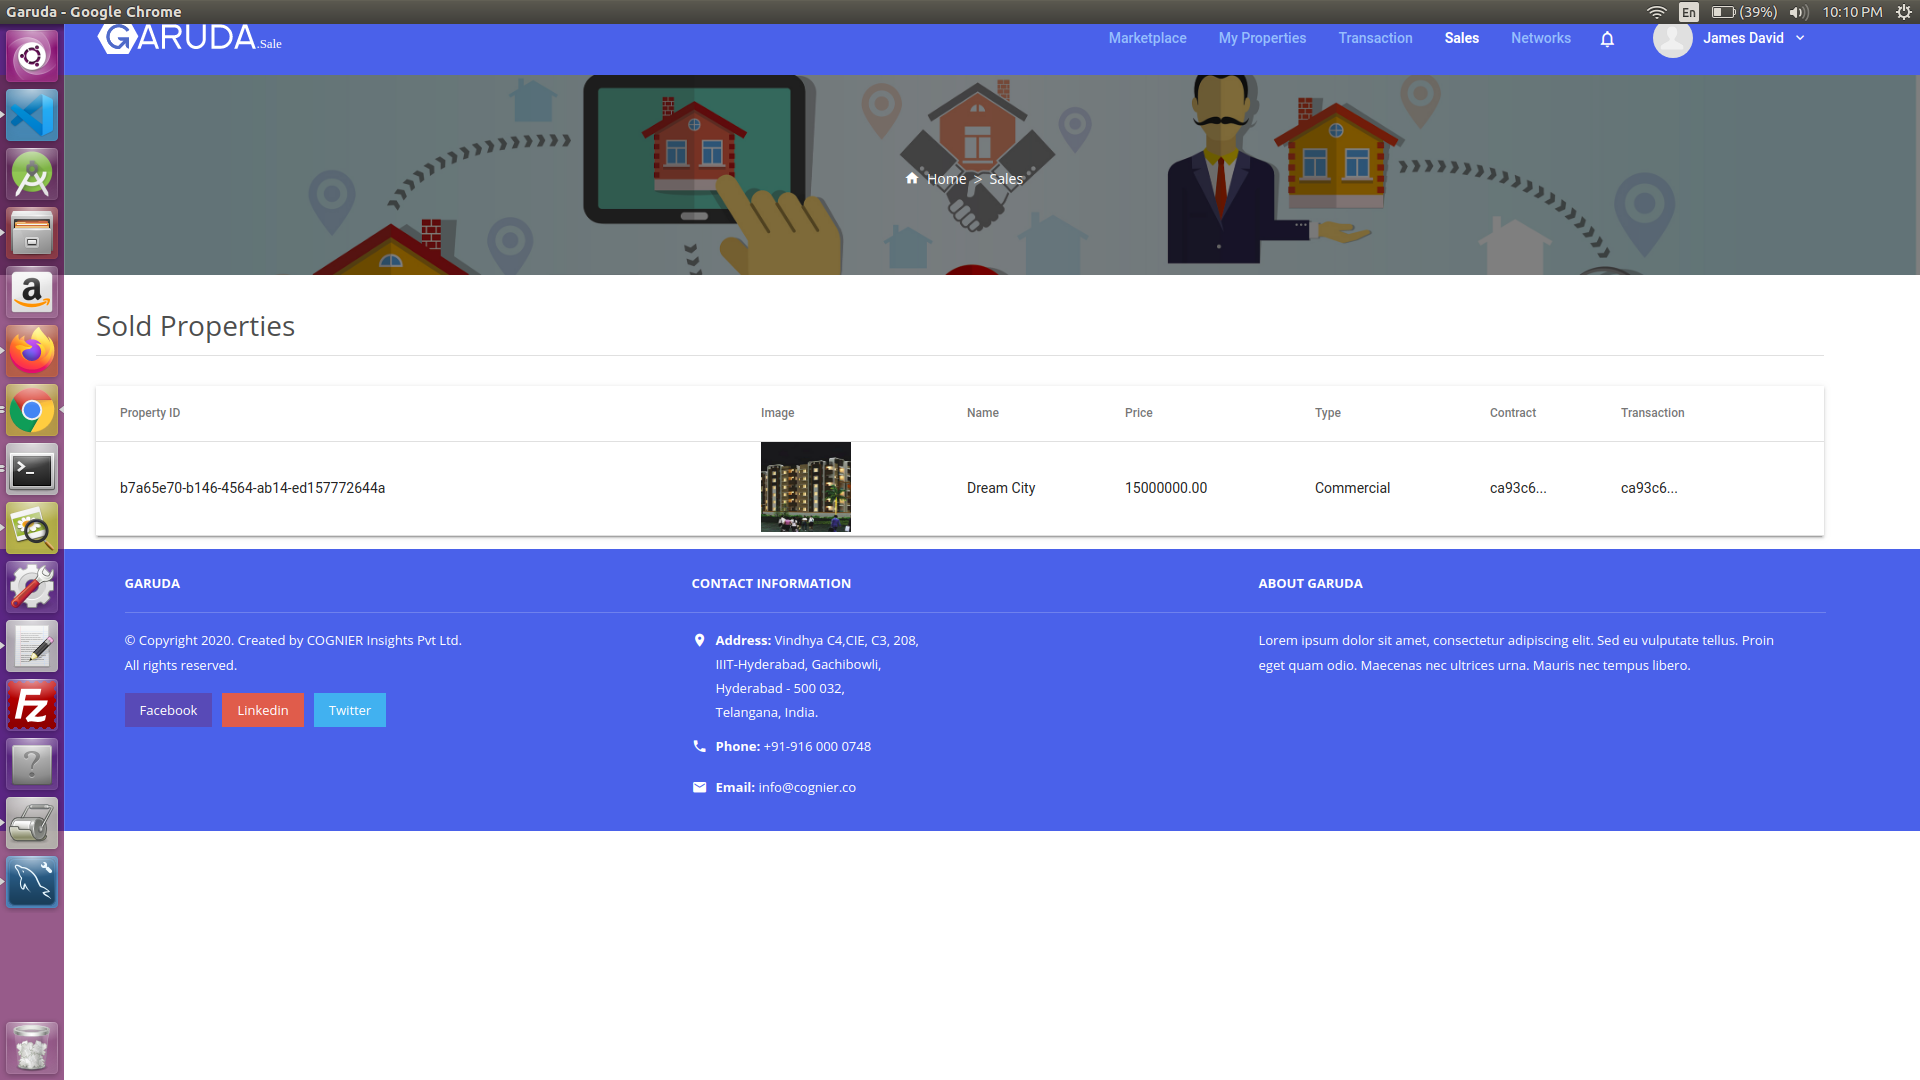 Garuda - Google Chrome
En
(39%)
10:10 PM
GARUDA.Sale
Marketplace
My Properties
Transaction
Sales
Networks
James David
Home > Sales
Sold Properties
Property ID
Image
Name
Price
Type
Contract
Transaction
b7a65e70-b146-4564-ab14-ed157772644a
Dream City
15000000.00
Commercial
ca93c6...
ca93c6...
GARUDA
© Copyright 2020. Created by COGNIER Insights Pvt Ltd.
All rights reserved.
Facebook
Linkedin
Twitter
CONTACT INFORMATION
Address: Vindhya C4,CIE, C3, 208,
IIIT-Hyderabad, Gachibowli,
Hyderabad - 500 032,
Telangana, India.
Phone: +91-916 000 0748
Email: info@cognier.co
ABOUT GARUDA
Lorem ipsum dolor sit amet, consectetur adipiscing elit. Sed eu vulputate tellus. Proin
eget quam odio. Maecenas nec ultrices urna. Mauris nec tempus libero.